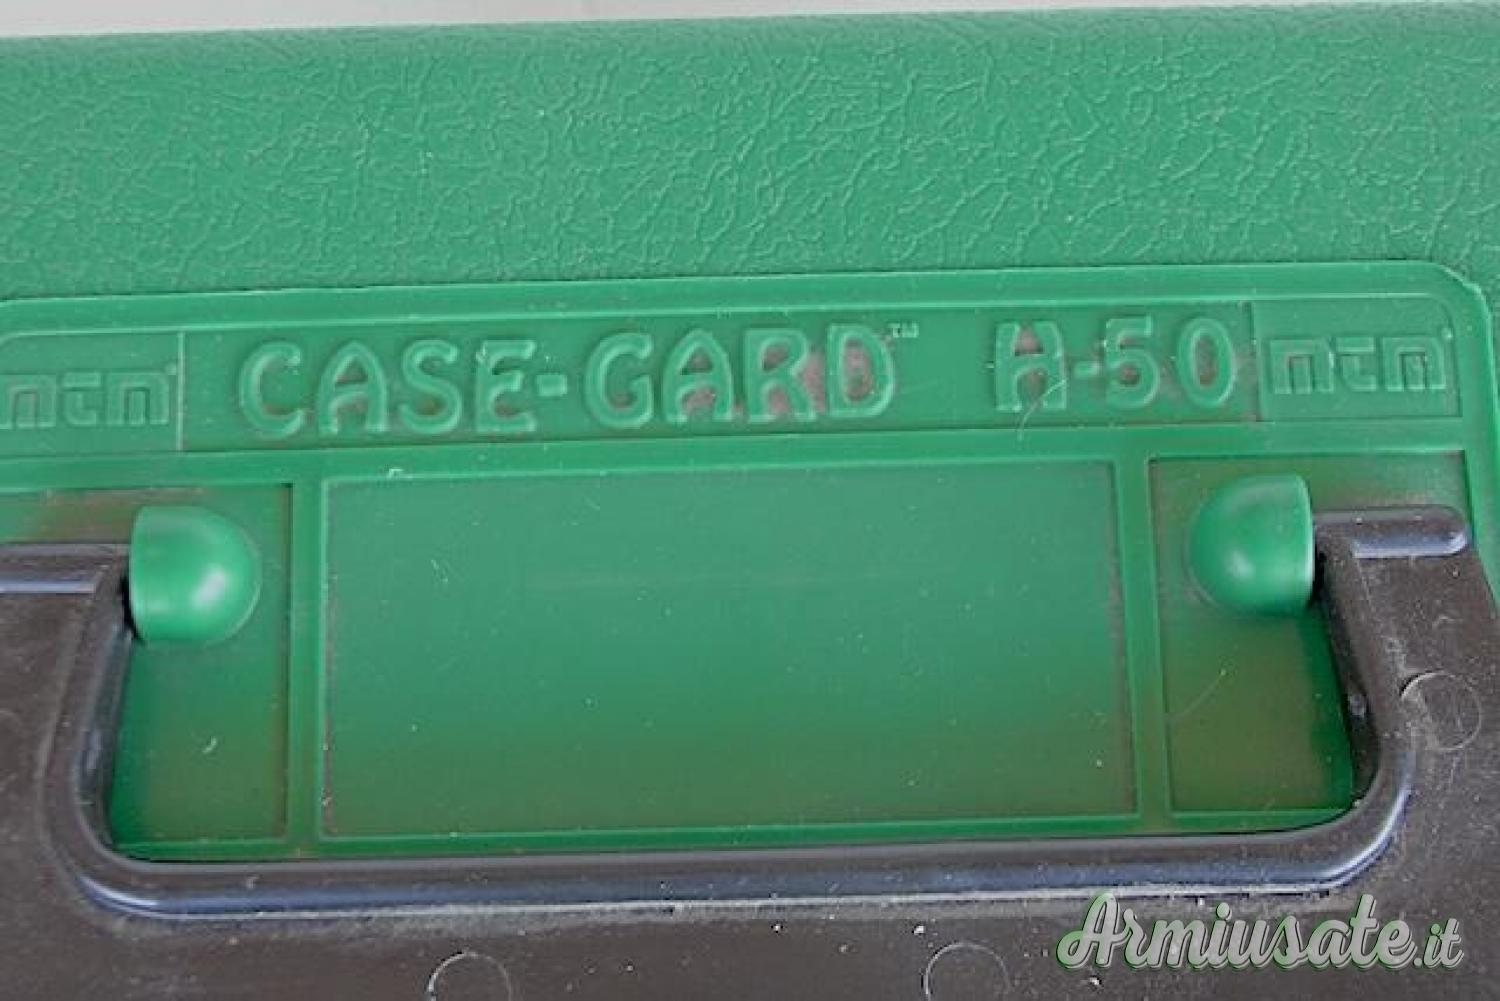 mtm® CASE-GARD™ H-50 mtm®
Armiusate.it